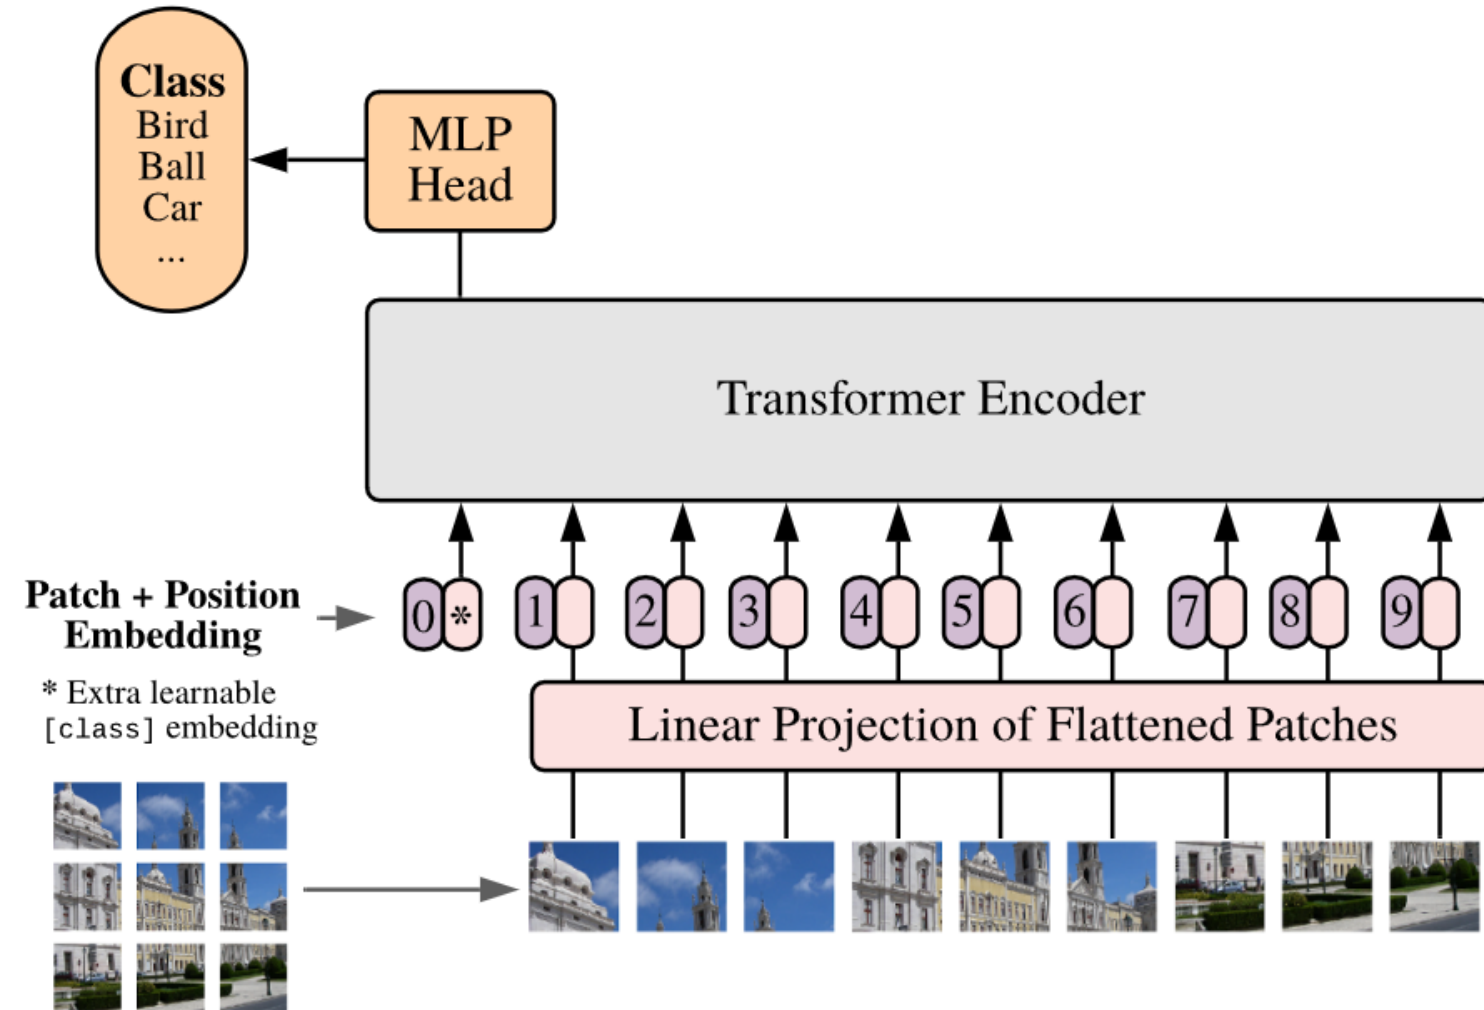 Class
Bird
Ball
Car
...
MLP
Head
Transformer Encoder
Patch + Position
Embedding
0 * 1 2 3 4 5 6 7 8 9
* Extra learnable
[class] embedding
Linear Projection of Flattened Patches